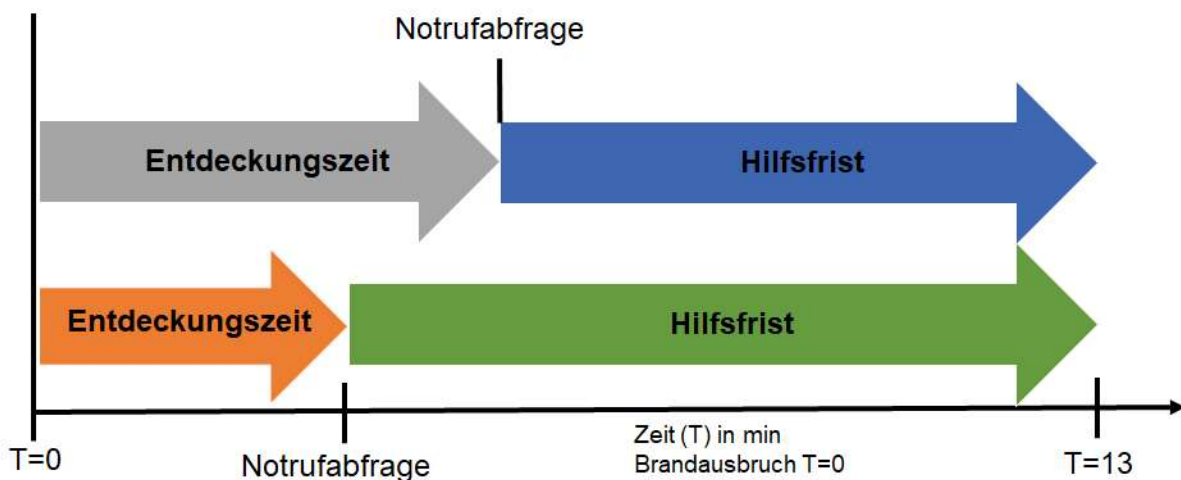 Notrufabfrage
Entdeckungszeit
Hilfsfrist
Entdeckungszeit
Hilfsfrist
T=0
Notrufabfrage
Zeit (T) in min
Brandausbruch T=0
T=13